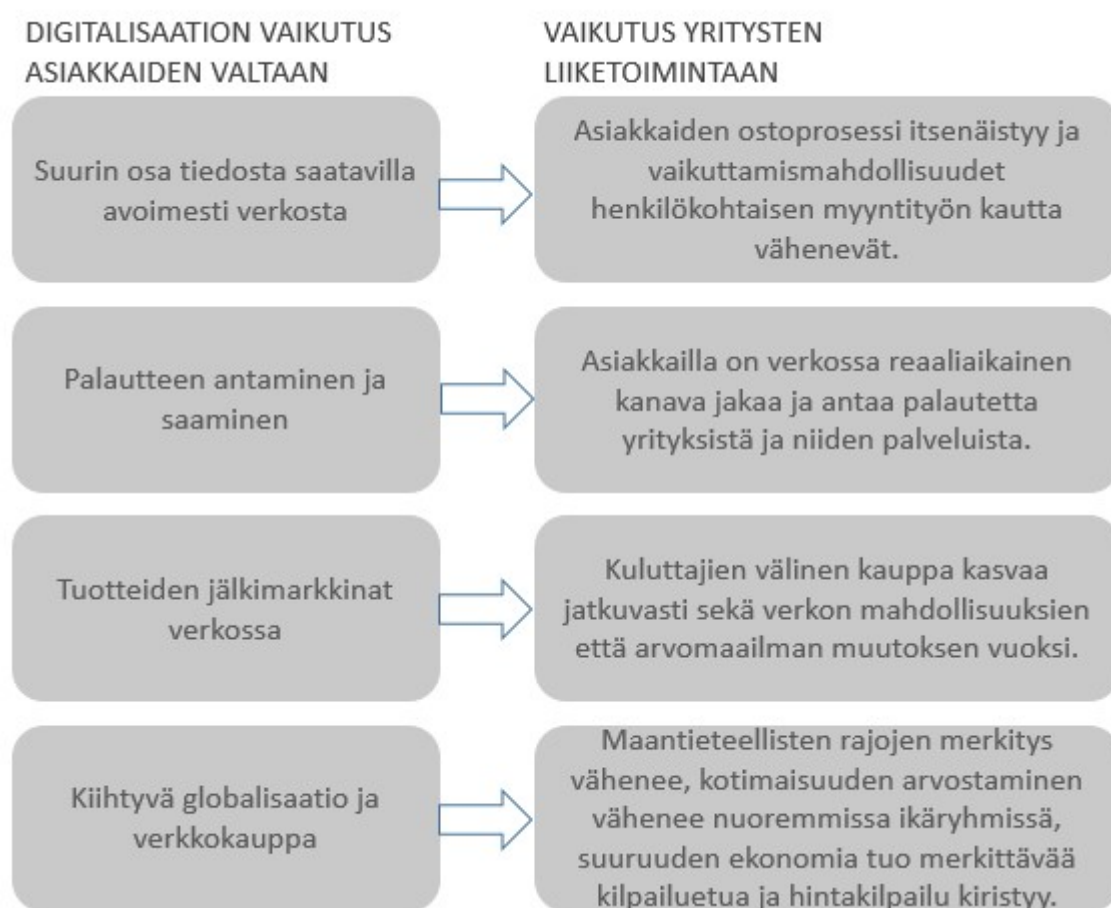 DIGITALISAATION VAIKUTUS
ASIAKKAIDEN VALTAAN
VAIKUTUS YRITYSTEN
LIIKETOIMINTAAN
Suurin osa tiedosta saatavilla
avoimesti verkosta
Asiakkaiden ostoprosessi itsenäistyy ja
vaikuttamismahdollisuudet
henkilökohtaisen myyntityön kautta
vähenevät.
Palautteen antaminen ja
saaminen
Asiakkailla on verkossa reaaliaikainen
kanava jakaa ja antaa palautetta
yrityksistä ja niiden palveluista.
Tuotteiden jälkimarkkinat
verkossa
Kuluttajien välinen kauppa kasvaa
jatkuvasti sekä verkon mahdollisuuksien
että arvomaailman muutoksen vuoksi.
Kiihtyvä globalisaatio ja
verkkokauppa
Maantieteellisten rajojen merkitys
vähenee, kotimaisuuden arvostaminen
vähenee nuoremmissa ikäryhmissä,
suuruuden ekonomia tuo merkittävää
kilpailuetua ja hintakilpailu kiristyy.